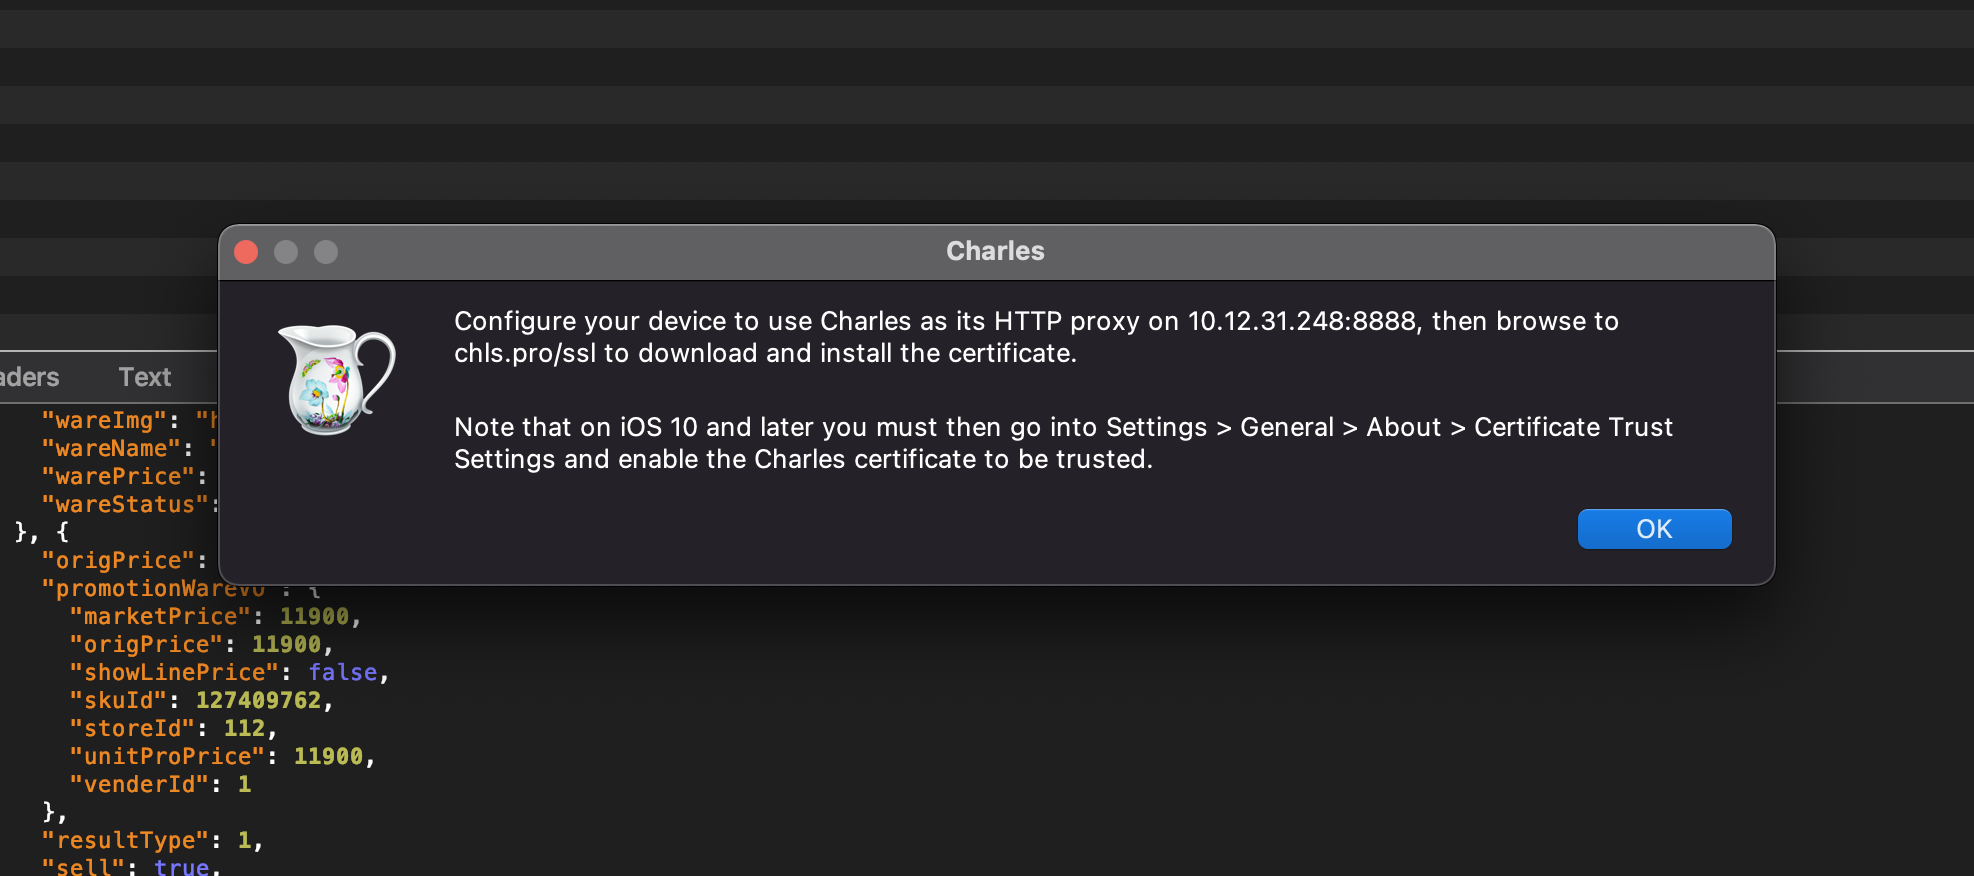 Charles
Configure your device to use Charles as its HTTP proxy on 10.12.31.248:8888, then browse to
chls.pro/ssl to download and install the certificate.
Note that on iOS 10 and later you must then go into Settings > General > About > Certificate Trust
Settings and enable the Charles certificate to be trusted.
OK
aders Text
"wareImg": "h
"wareName": "
"warePrice":
"wareStatus":
}, {
"origPrice":
"promotionWareVO": {
"marketPrice": 11900,
"origPrice": 11900,
"showLinePrice": false,
"skuId": 127409762,
"storeId": 112,
"unitProPrice": 11900,
"venderId": 1
},
"resultType": 1,
"sell": true,